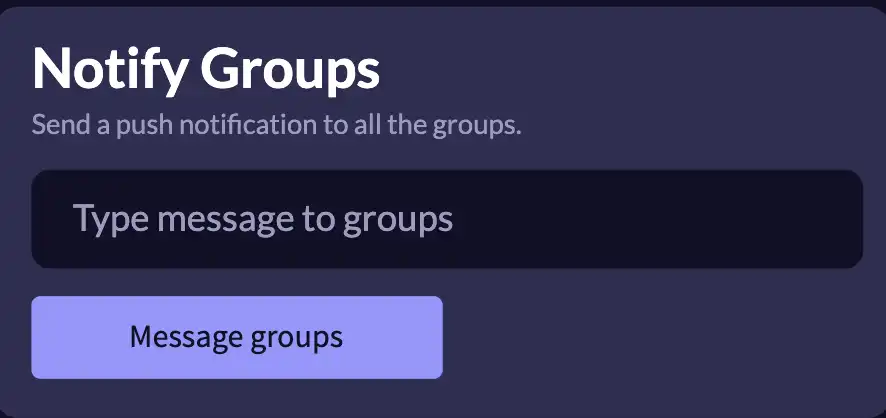 Notify Groups
Send a push notification to all the groups.
Type message to groups
Message groups